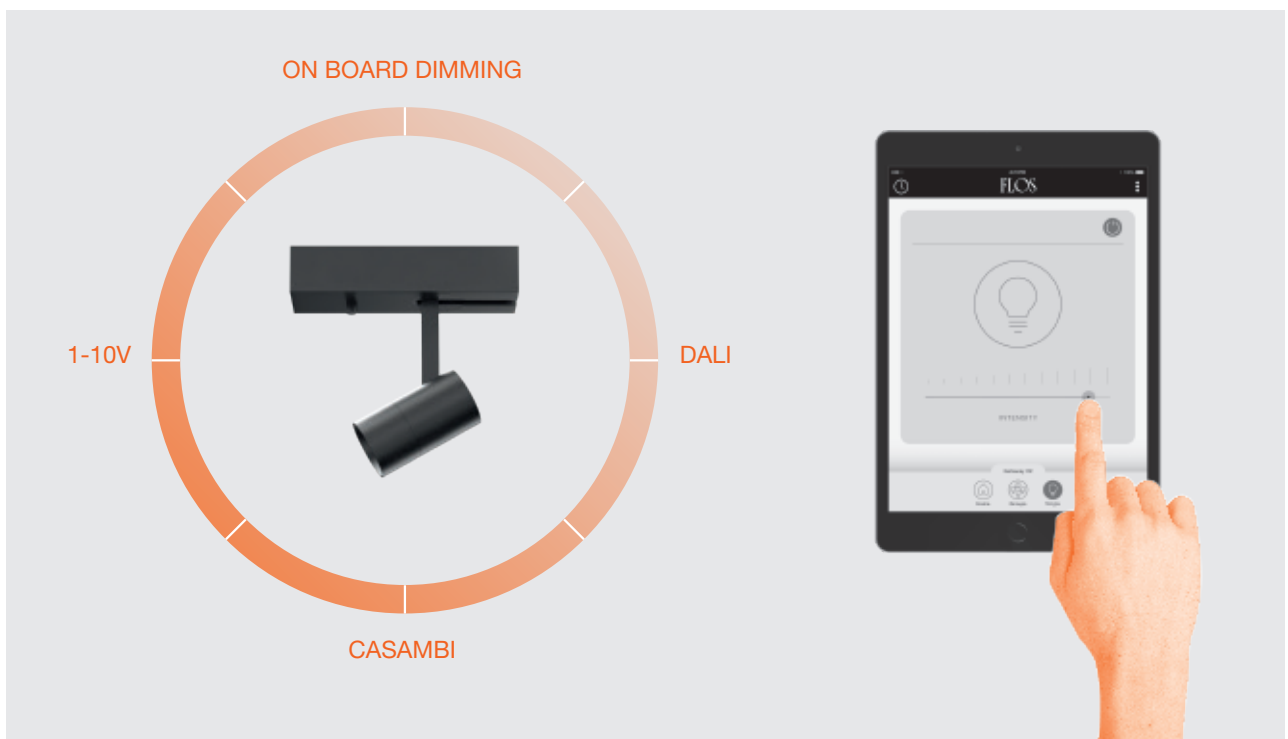 ON BOARD DIMMING
1-10V
DALI
CASAMBI
FLOS
INTENSITY